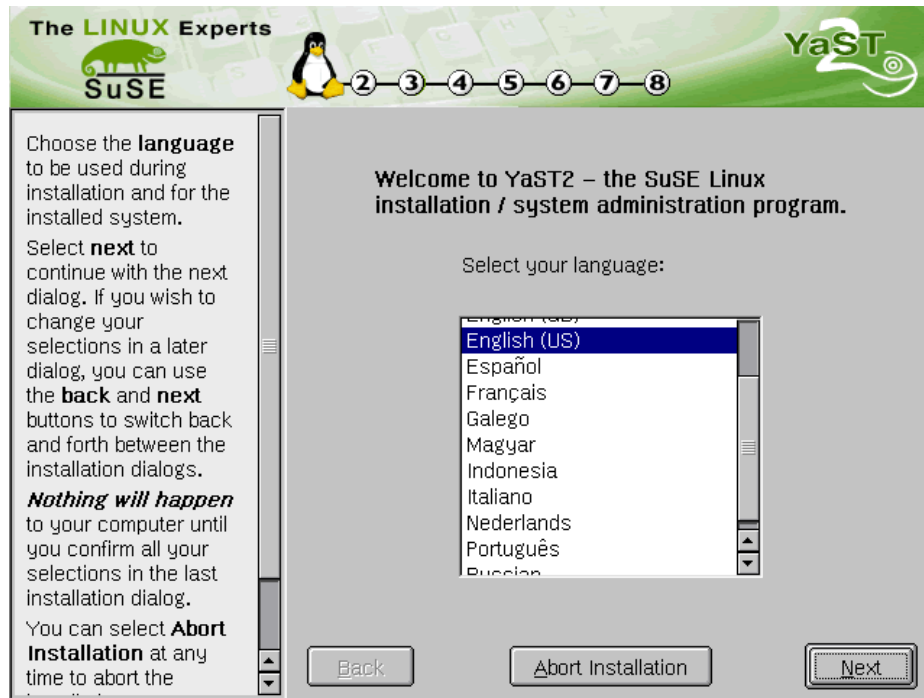 The LINUX Experts
SuSE
2 3 4 5 6 7 8
YaST
2
Choose the language
to be used during
installation and for the
installed system.
Select next to
continue with the next
dialog. If you wish to
change your
selections in a later
dialog, you can use
the back and next
buttons to switch back
and forth between the
installation dialogs.
Nothing will happen
to your computer until
you confirm all your
selections in the last
installation dialog.
You can select Abort
Installation at any
time to abort the
Welcome to YaST2 – the SuSE Linux
installation / system administration program.
Select your language:
English (GB)
English (US)
Español
Français
Galego
Magyar
Indonesia
Italiano
Nederlands
Português
Russian
Back
Abort Installation
Next